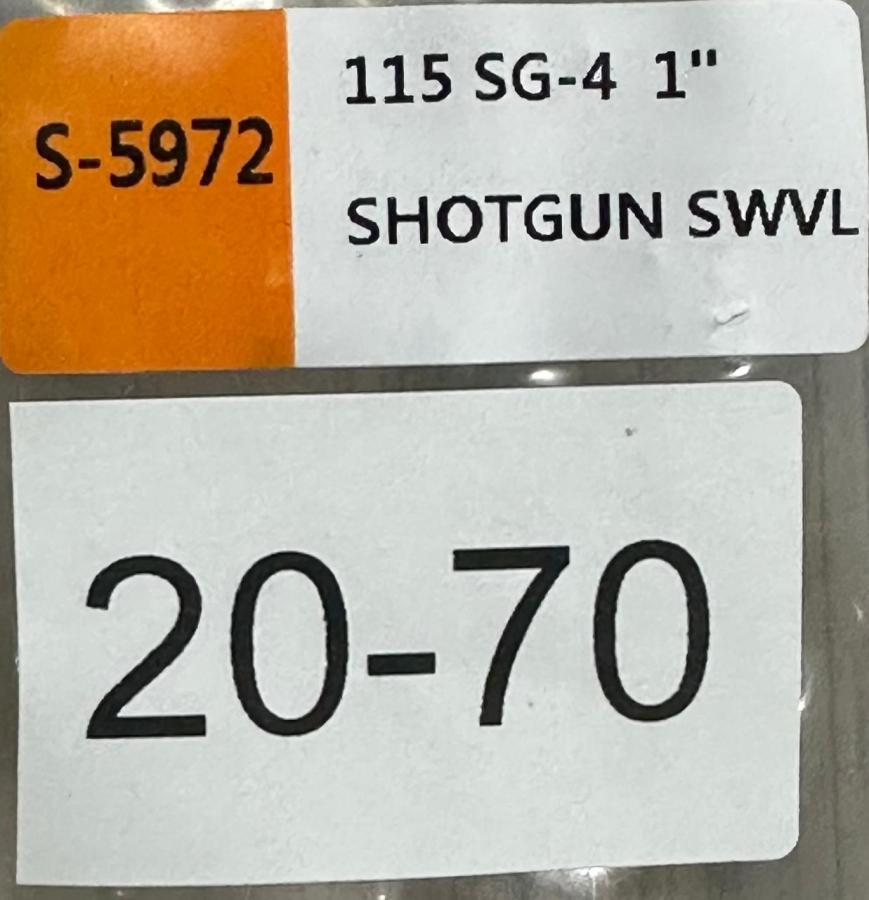 S-5972
115 SG-4 1"
SHOTGUN SWVL
20-70